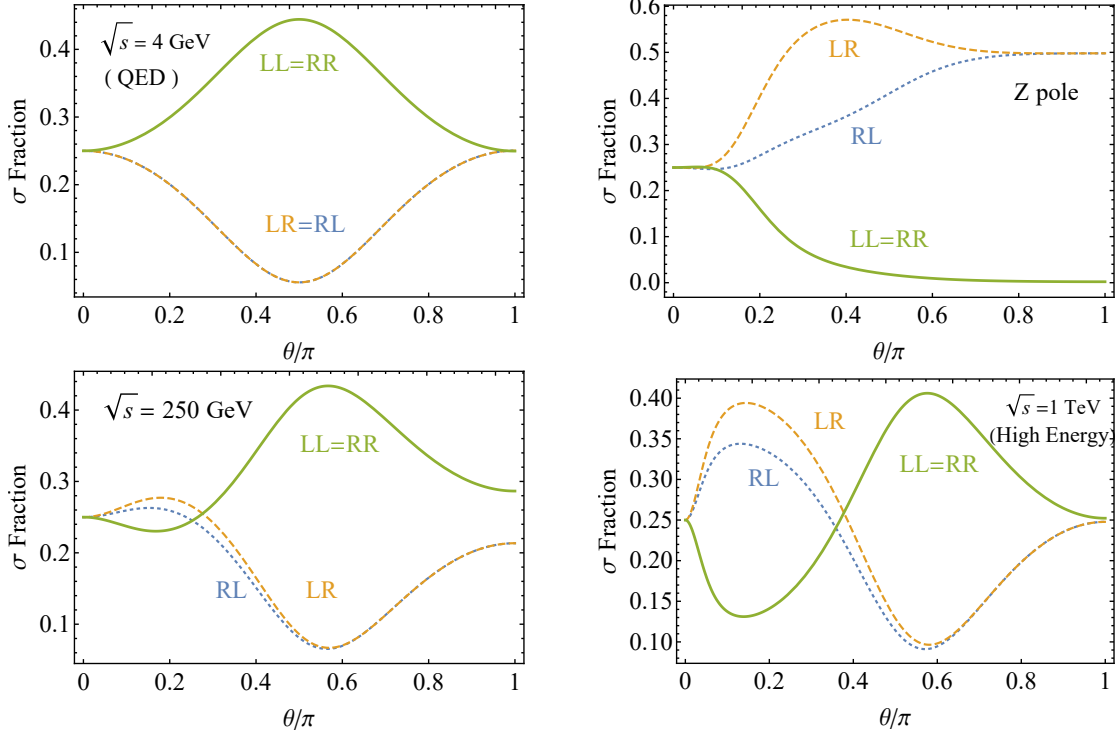 √s = 4 GeV
( QED )
LL=RR
LR=RL
σ Fraction
0.4
0.3
0.2
0.1
0 0.2 0.4 0.6 0.8 1
θ/π
LR
RL
LL=RR
Z pole
σ Fraction
0.6
0.5
0.4
0.3
0.2
0.1
0.0
0 0.2 0.4 0.6 0.8 1
θ/π
√s = 250 GeV
LL=RR
RL
LR
σ Fraction
0.4
0.3
0.2
0.1
0 0.2 0.4 0.6 0.8 1
θ/π
√s =1 TeV
(High Energy)
LR
RL
LL=RR
σ Fraction
0.40
0.35
0.30
0.25
0.20
0.15
0.10
0 0.2 0.4 0.6 0.8 1
θ/π